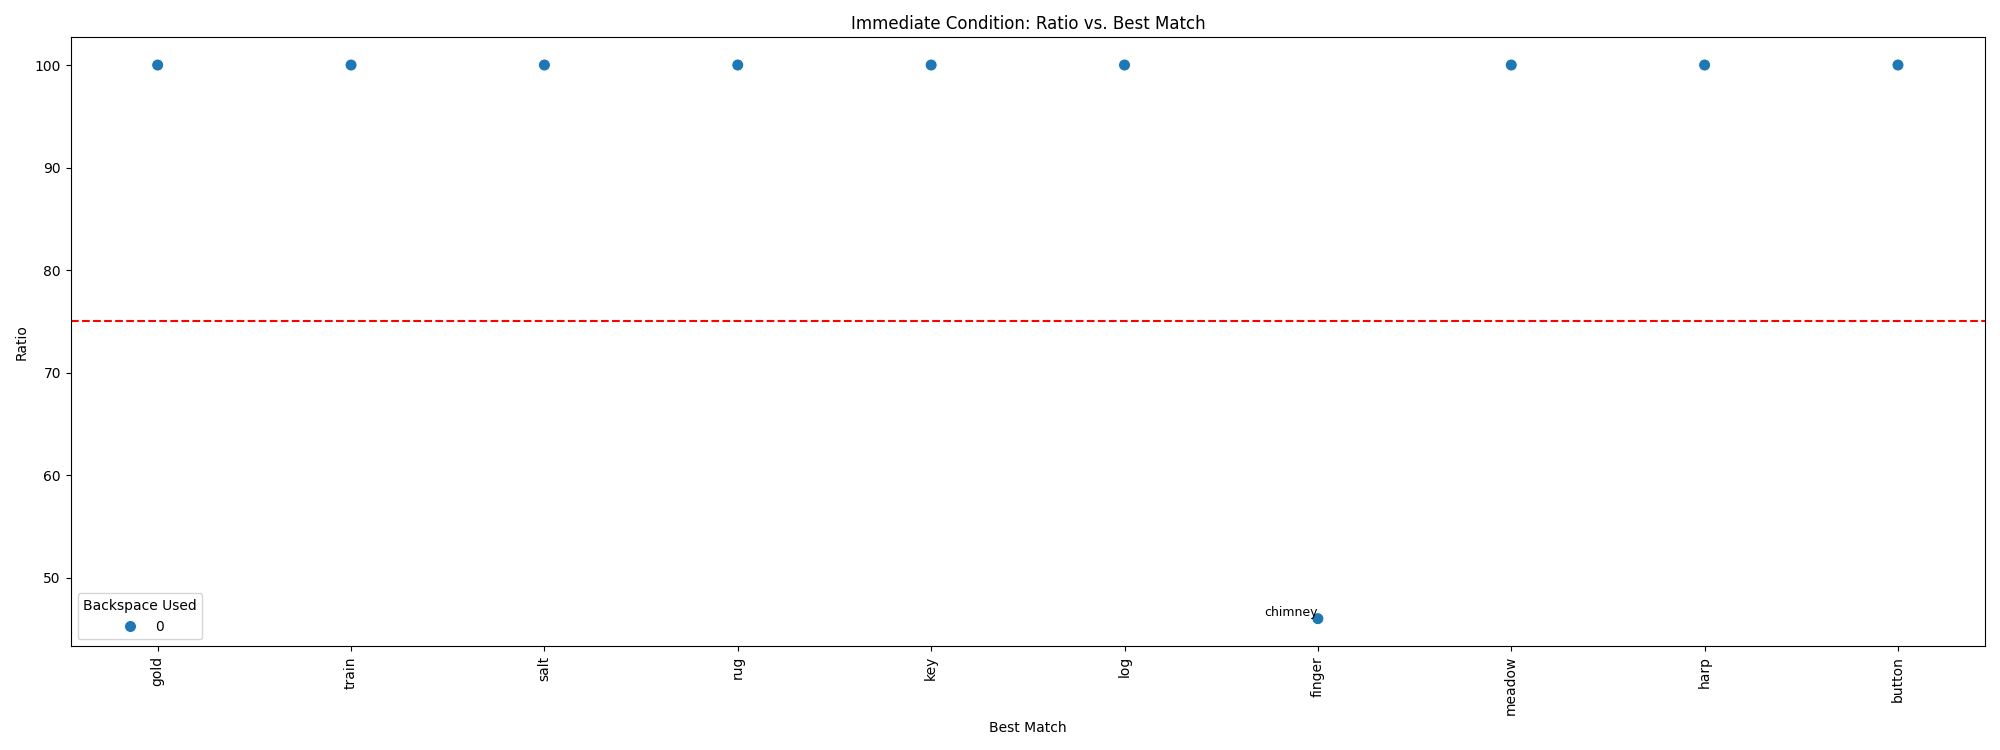 Immediate Condition: Ratio vs. Best Match
100
90
80
70
60
50
Ratio
chimney
Backspace Used
0
gold
train
salt
rug
key
log
finger
meadow
harp
button
Best Match